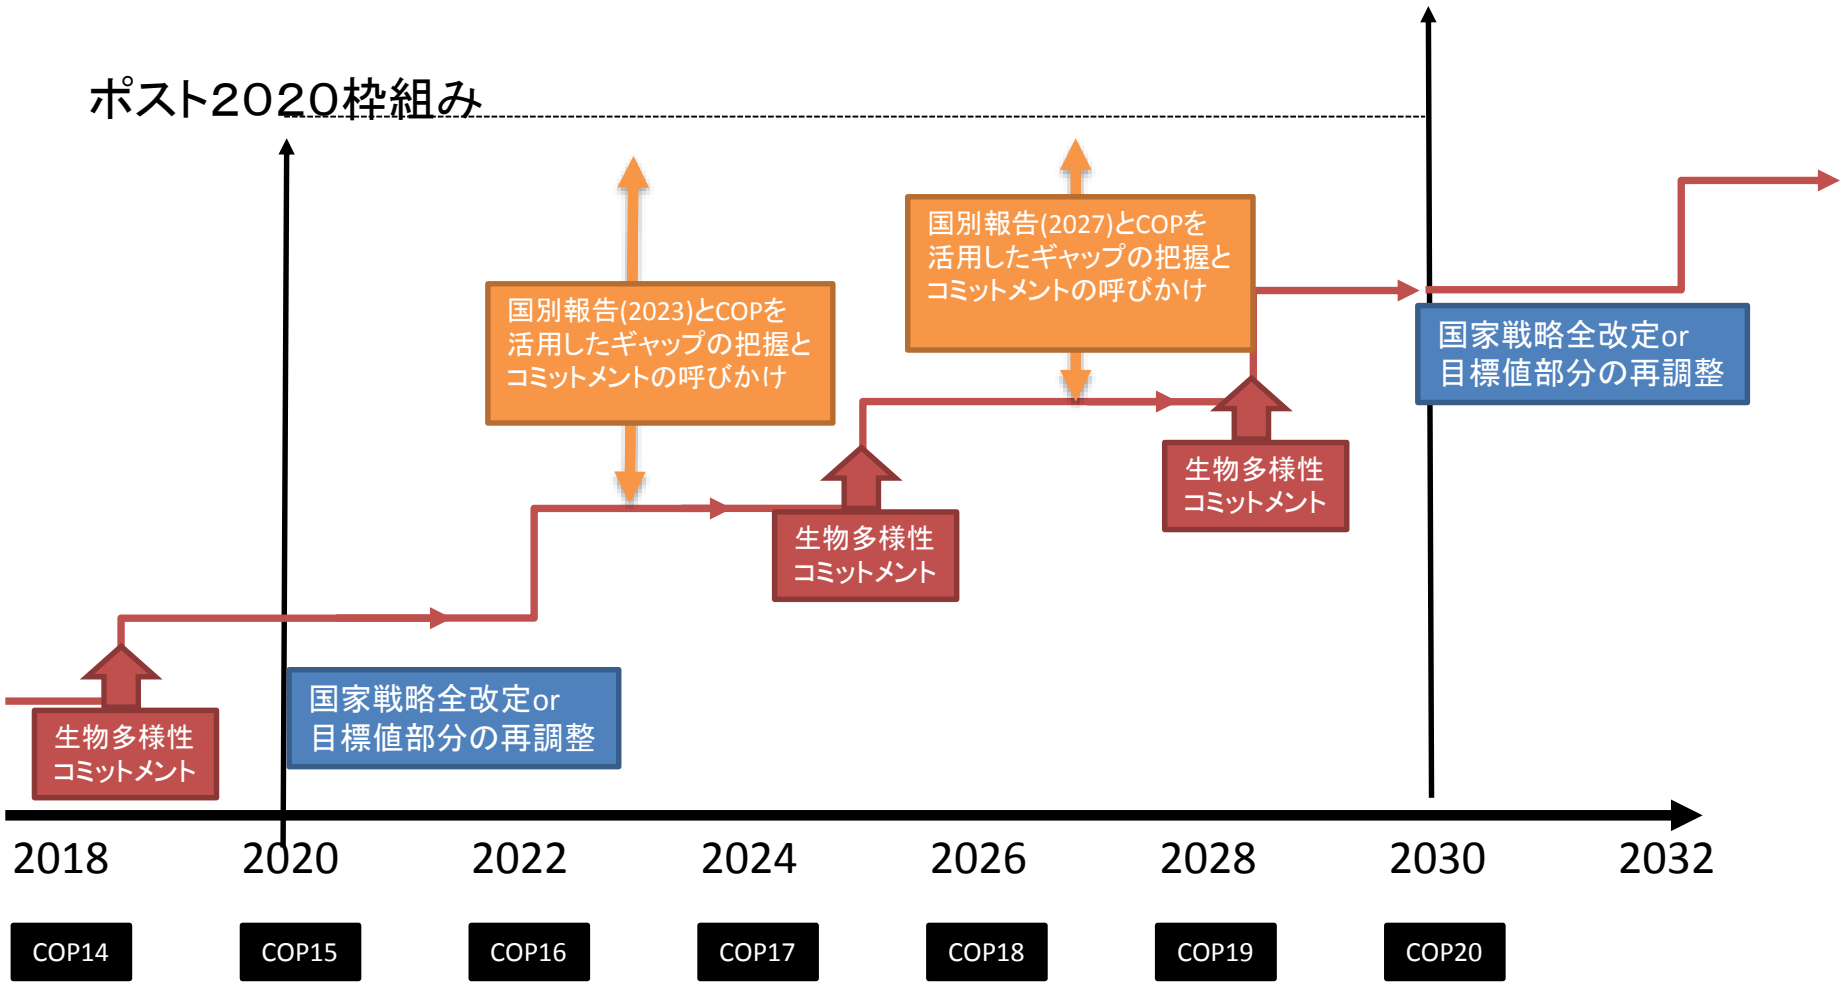 ポスト２０２０枠組み
国別報告(2027)とCOPを
活用したギャップの把握と
コミットメントの呼びかけ
国別報告(2023)とCOPを
活用したギャップの把握と
コミットメントの呼びかけ
国家戦略全改定or
目標値部分の再調整
生物多様性
コミットメント
生物多様性
コミットメント
国家戦略全改定or
目標値部分の再調整
生物多様性
コミットメント
2018 2020 2022 2024 2026 2028 2030 2032
COP14 COP15 COP16 COP17 COP18 COP19 COP20